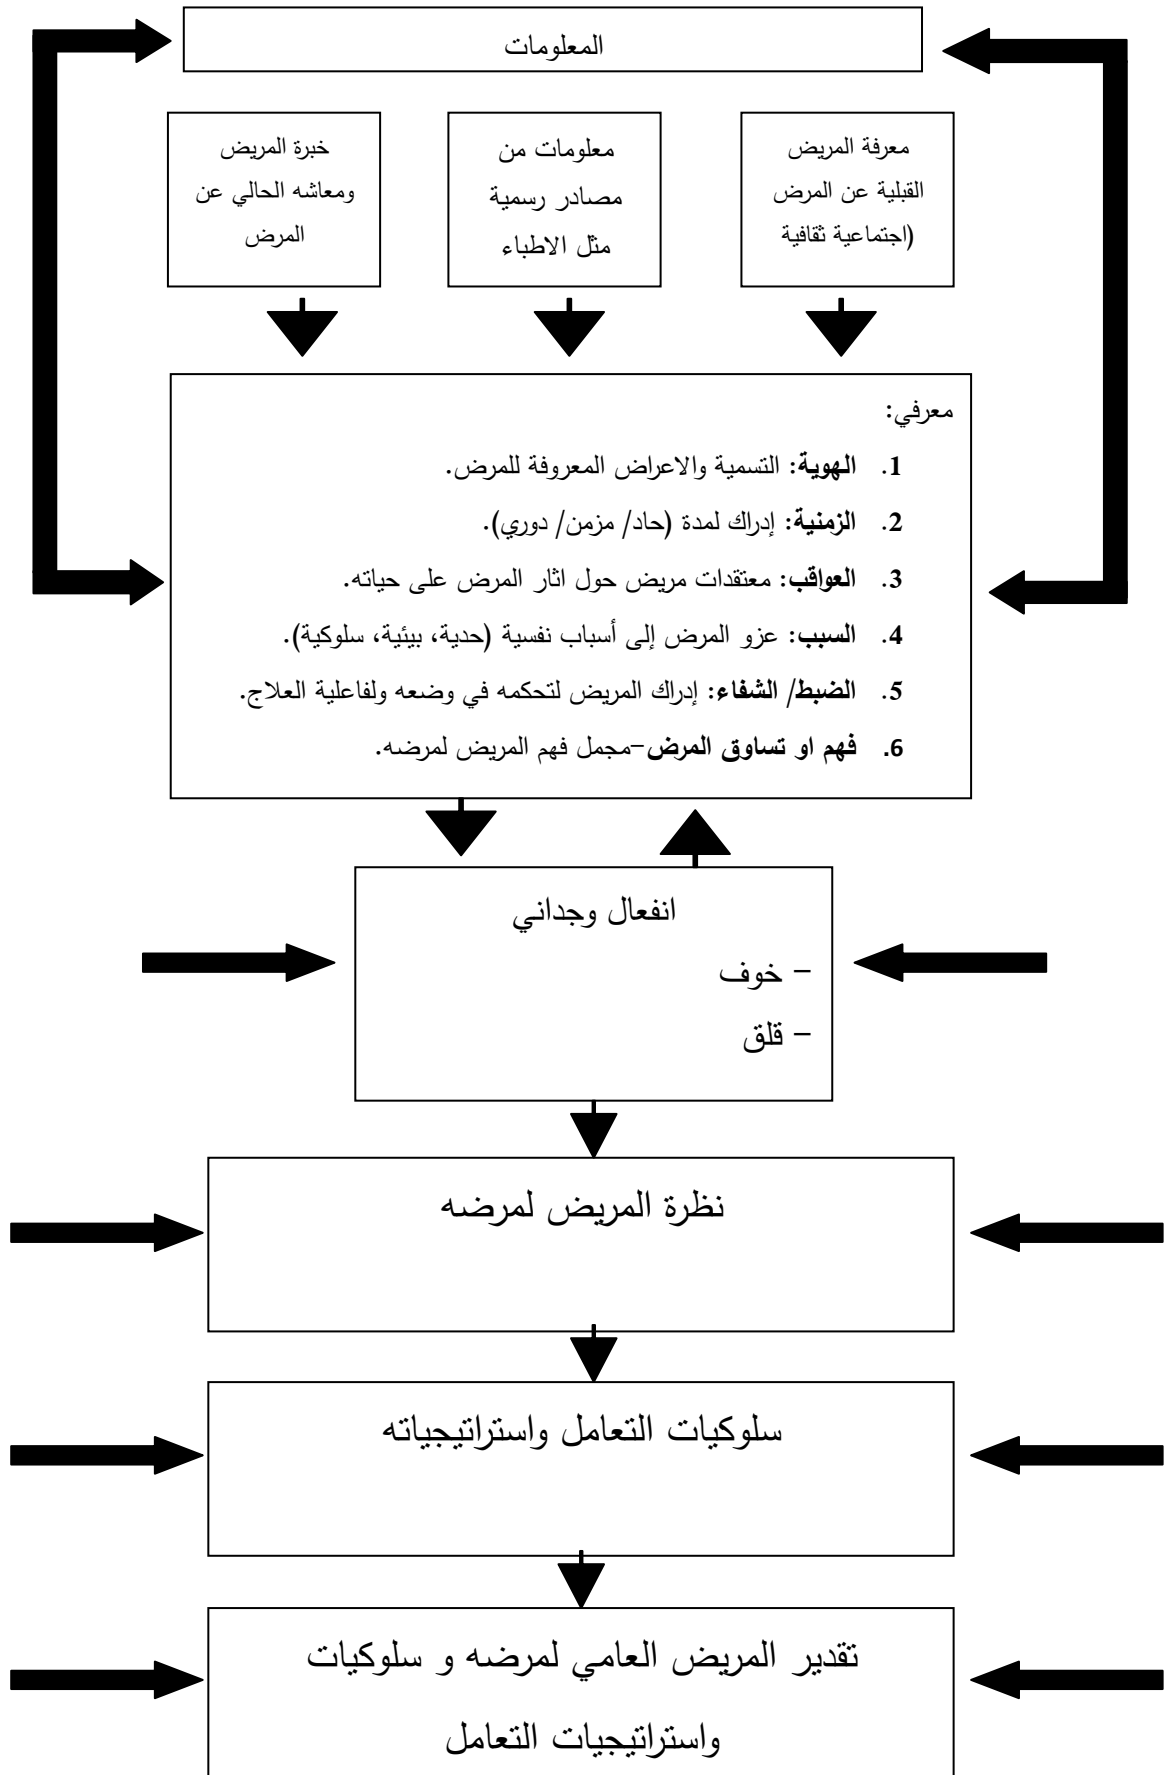 المعلومات
معرفة المريض
القبلية عن المرض
(اجتماعية ثقافية
معلومات من
مصادر رسمية
مثل الاطباء
خبرة المريض
ومعاشه الحالي عن
المرض
معرفي:
1. الهوية: التسمية والاعراض المعروفة للمرض.
2. الزمنية: إدراك لمدة (حاد/ مزمن/ دوري).
3. العواقب: معتقدات مريض حول اثار المرض على حياته.
4. السبب: عزو المرض إلى أسباب نفسية (حدية، بيئية، سلوكية).
5. الضبط/ الشفاء: إدراك المريض لتحكمه في وضعه ولفاعلية العلاج.
6. فهم او تساوق المرض–مجمل فهم المريض لمرضه.
انفعال وجداني
– خوف
– قلق
نظرة المريض لمرضه
سلوكيات التعامل واستراتيجياته
تقدير المريض العامي لمرضه و سلوكيات
واستراتيجيات التعامل